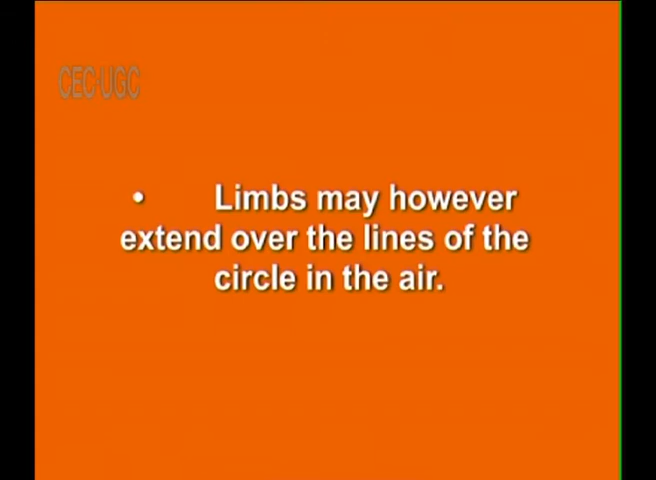 CEC-UGC
• Limbs may however
extend over the lines of the
circle in the air.